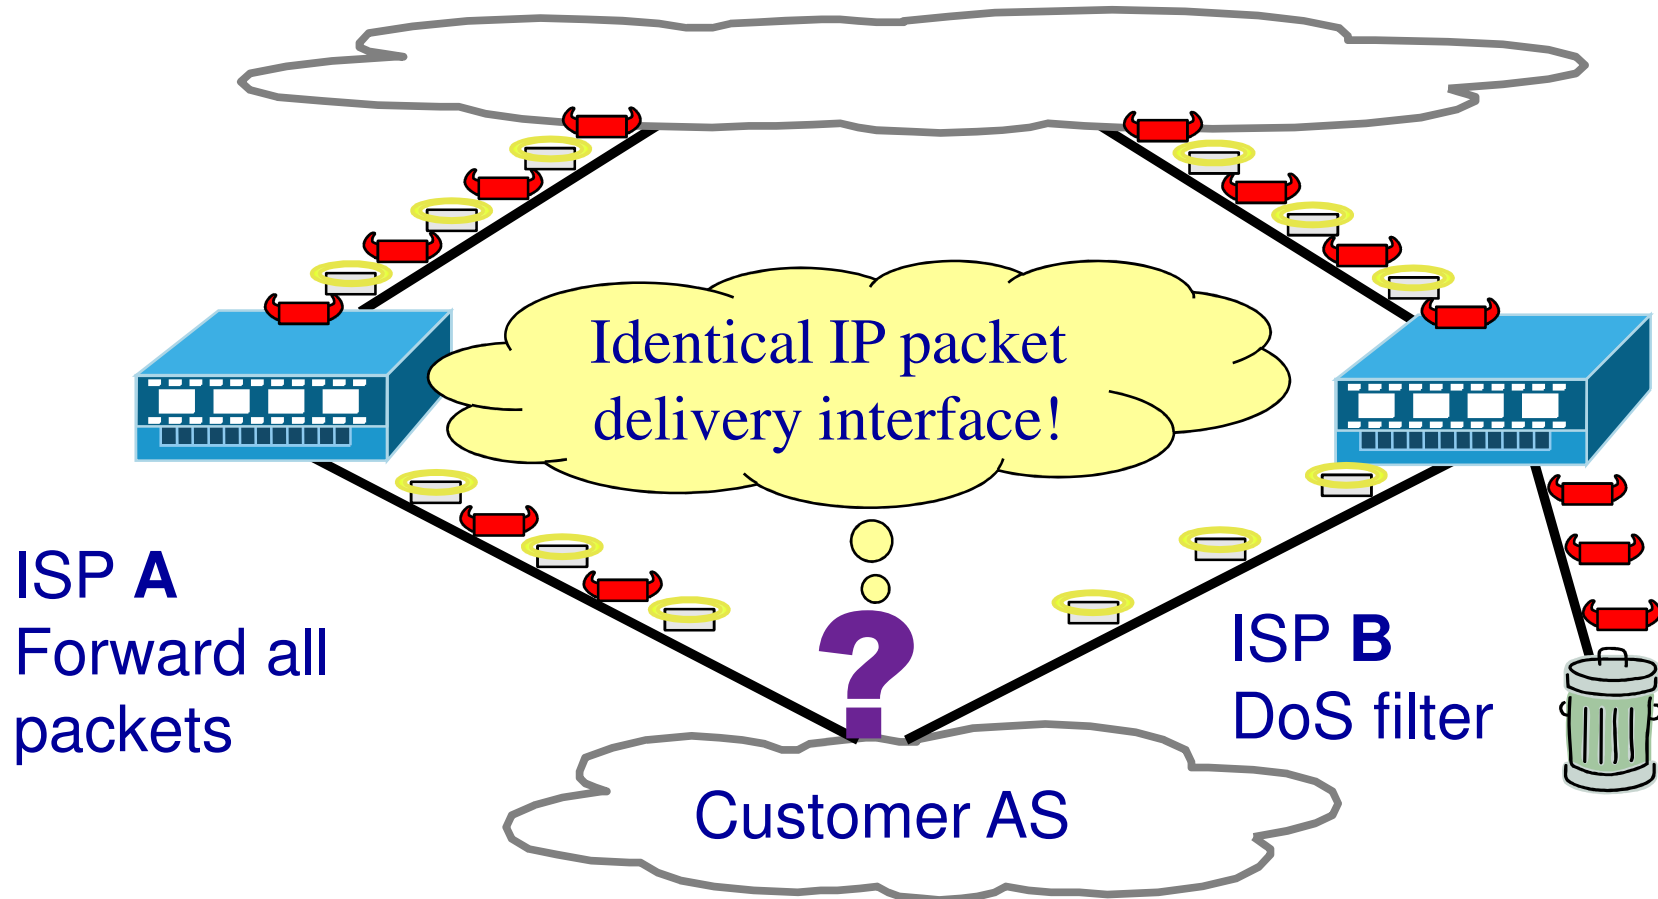 Identical IP packet
delivery interface!
ISP A
Forward all
packets
?
ISP B
DoS filter
Customer AS